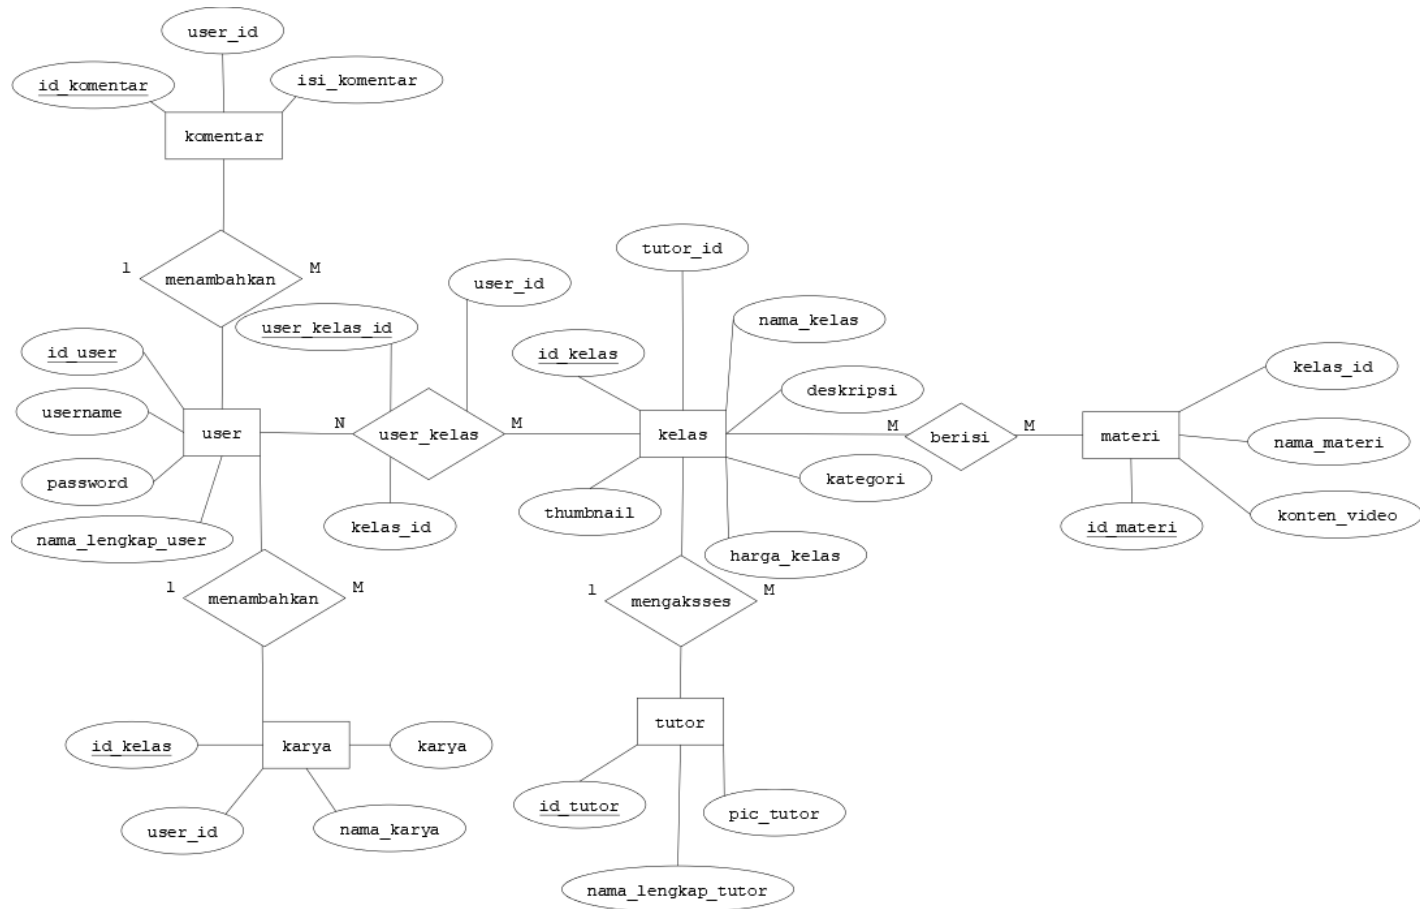 user_id
id_komentar
isi_komentar
komentar
1
menambahkan
M
tutor_id
user_id
user_kelas_id
nama_kelas
id_user
id_kelas
kelas_id
username
deskripsi
user
N
user_kelas
M
kelas
M
berisi
M
materi
nama_materi
password
kategori
nama_lengkap_user
kelas_id
thumbnail
harga_kelas
id_materi
konten_video
1
menambahkan
M
1
mengaksses
M
tutor
id_kelas
karya
karya
user_id
nama_karya
id_tutor
pic_tutor
nama_lengkap_tutor